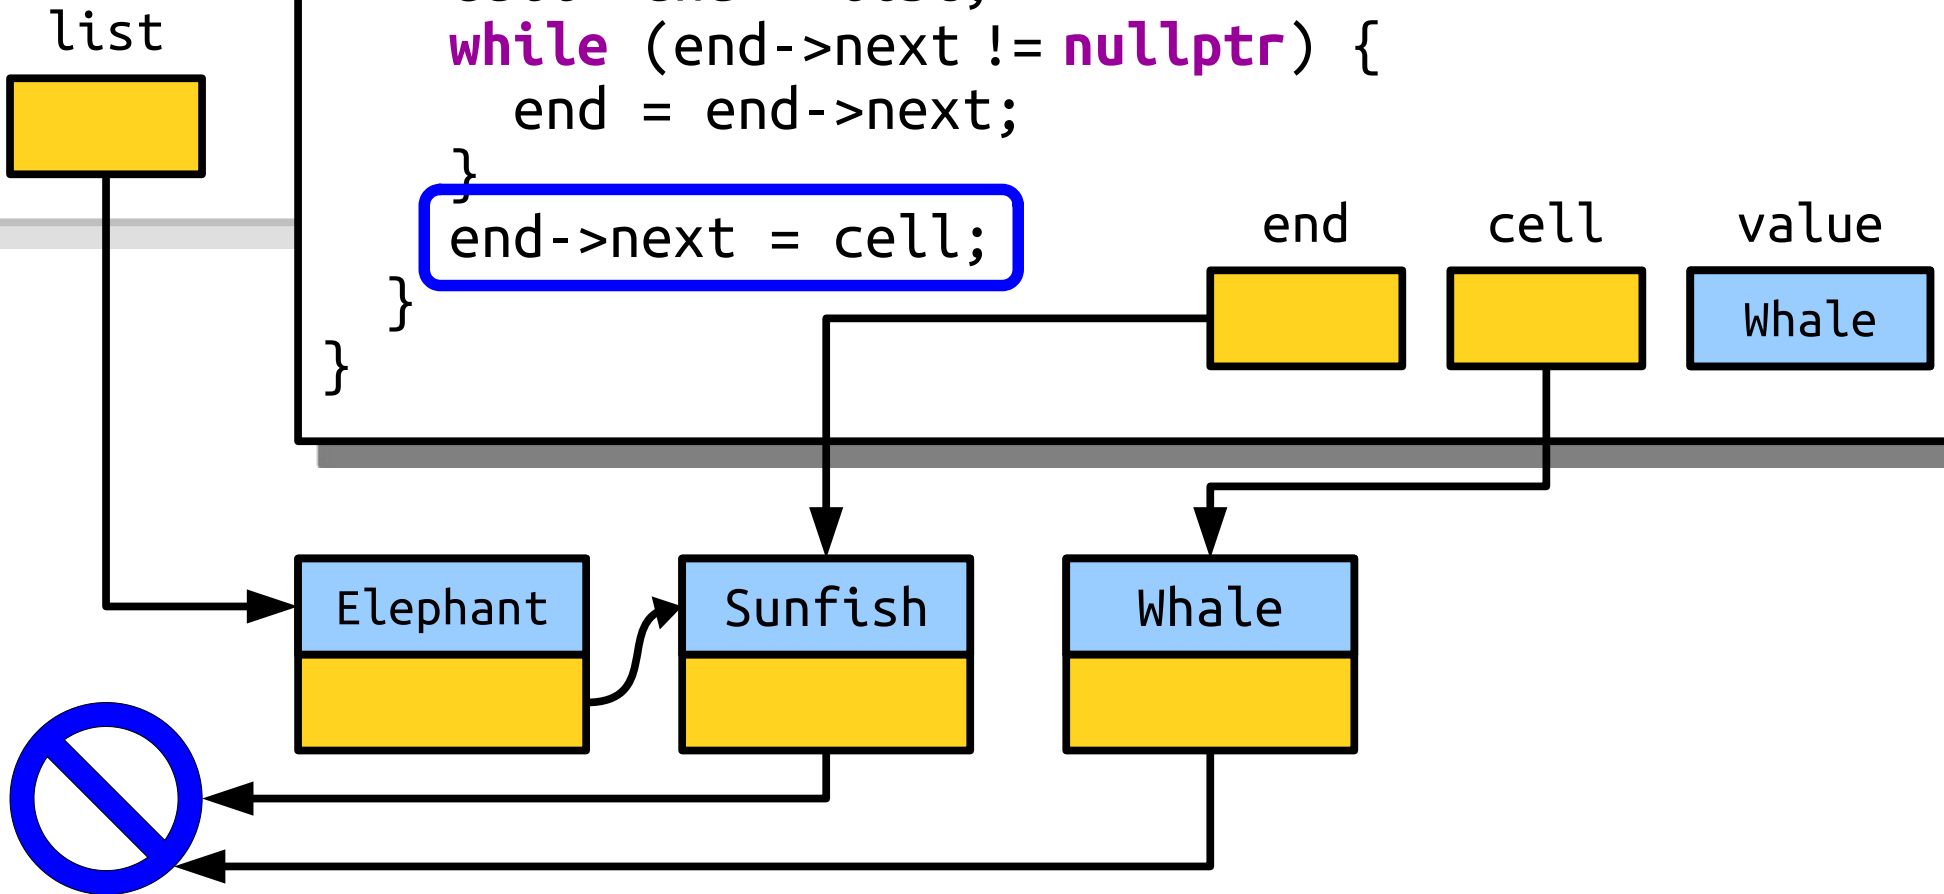 list
while (end->next != nullptr) {
end = end->next;
}
end->next = cell;
}
}
end cell value
Whale
Elephant Sunfish Whale